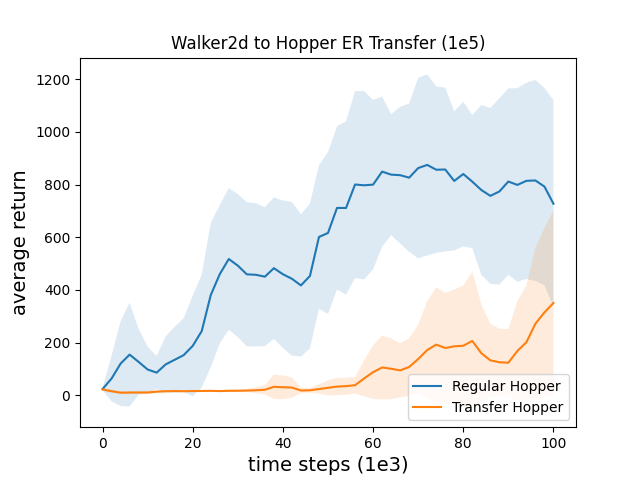 Walker2d to Hopper ER Transfer (1e5)
average return
1200
1000
800
600
400
200
0
Regular Hopper
Transfer Hopper
0 20 40 60 80 100
time steps (1e3)